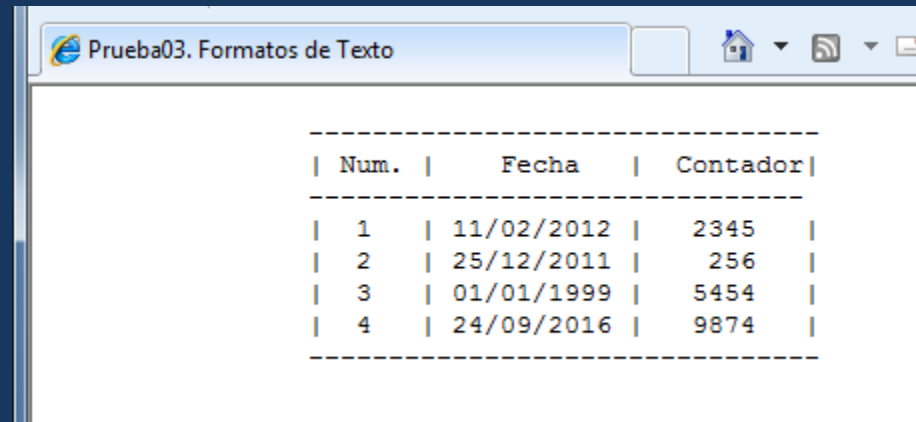 Prueba03. Formatos de Texto
--------------------------------
| Num. |    Fecha   |  Contador|
-------------------------------
|  1   | 11/02/2012 |   2345   |
|  2   | 25/12/2011 |    256   |
|  3   | 01/01/1999 |   5454   |
|  4   | 24/09/2016 |   9874   |
--------------------------------